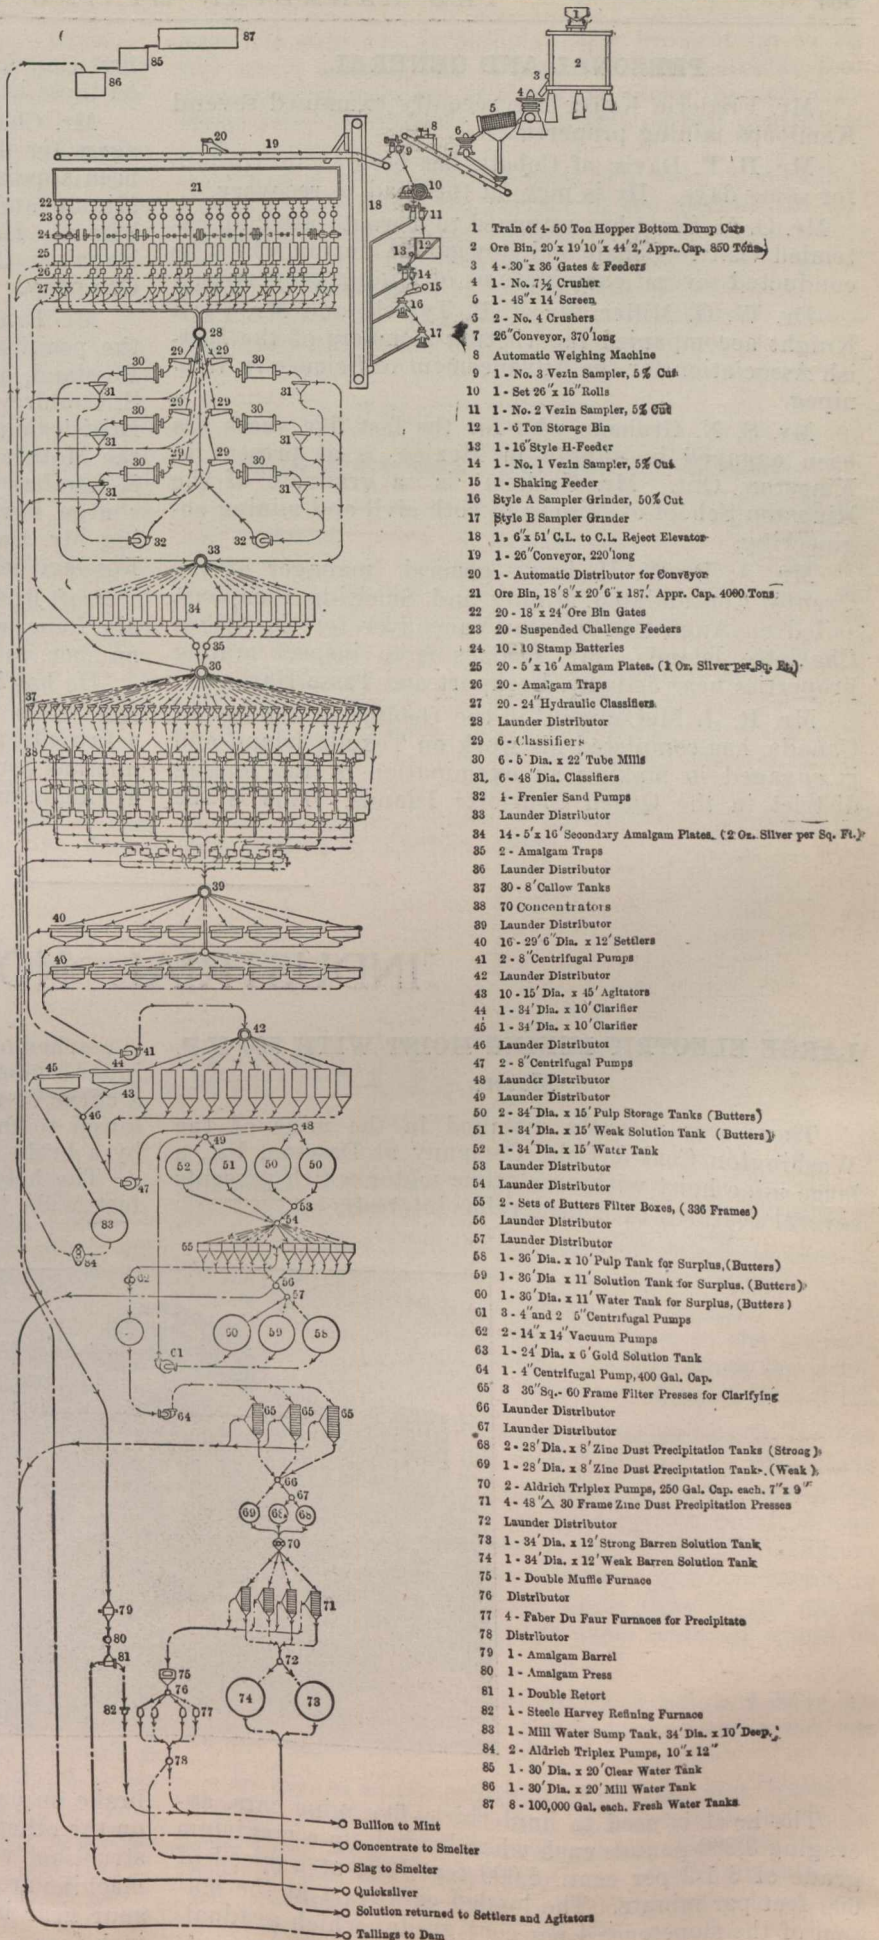 1 Train of 4- 50 Ton Hopper Bottom Dump Cars
2 Ore Bin, 20'x 19'10"x 44'2," Appr. Cap. 850 Tons
3 4-30"x 36"Gates & Feeders
4 1- No. 7½ Crusher
5 1- 48"x 14' Screen
6 2- No. 4 Crushers
7 26"Conveyor, 370'long
8 Automatic Weighing Machine
9 1- No. 3 Vezin Sampler, 5% Cut
10 1- Set 26"x 15"Rolls
11 1- No. 2 Vezin Sampler, 5% Cut
12 1- 6 Ton Storage Bin
13 1-16"Style H-Feeder
14 1- No. 1 Vezin Sampler, 5% Cut
15 1- Shaking Feeder
16 Style A Sampler Grinder, 50% Cut
17 Style B Sampler Grinder
18 1, 6"x 51' C.L. to C.L. Reject Elevator
19 1- 26"Conveyor, 220'long
20 1- Automatic Distributor for Conveyor
21 Ore Bin, 18'8"x 20'6"x 187.' Appr. Cap. 4000 Tons
22 20- 18"x 24"Ore Bin Gates
23 20- Suspended Challenge Feeders
24 10- 10 Stamp Batteries
25 20- 5'x 16'Amalgam Plates. (1 Oz. Silver per Sq. Ft.)
26 20- Amalgam Traps
27 20- 24"Hydraulic Classifiers
28 Launder Distributor
29 6- Classifiers
30 6- 5' Dia. x 22'Tube Mills
31 6- 48"Dia. Classifiers
32 4- Frenier Sand Pumps
33 Launder Distributor
34 14- 5'x 16'Secondary Amalgam Plates. (2 Oz. Silver per Sq. Ft.)
35 2- Amalgam Traps
36 Launder Distributor
37 30- 8'Callow Tanks
38 70 Concentrators
39 Launder Distributor
40 16- 29'6"Dia. x 12'Settlers
41 2- 8"Centrifugal Pumps
42 Launder Distributor
43 10- 15'Dia. x 45'Agitators
44 1- 34'Dia. x 10'Clarifier
45 1- 34'Dia. x 10'Clarifier
46 Launder Distributor
47 2- 8"Centrifugal Pumps
48 Launder Distributor
49 Launder Distributor
50 2- 34'Dia. x 15'Pulp Storage Tanks (Butters)
51 1- 34'Dia. x 15'Weak Solution Tank (Butters)
52 1- 34'Dia. x 15'Water Tank
53 Launder Distributor
54 Launder Distributor
55 2- Sets of Butters Filter Boxes, (336 Frames)
56 Launder Distributor
57 Launder Distributor
58 1- 36'Dia. x 10'Pulp Tank for Surplus, (Butters)
59 1- 36'Dia x 11'Solution Tank for Surplus. (Butters)
60 1- 36'Dia. x 11'Water Tank for Surplus, (Butters)
61 3- 4"and 2 5"Centrifugal Pumps
62 2- 14"x 14"Vacuum Pumps
63 1- 24'Dia. x 6'Gold Solution Tank
64 1- 4"Centrifugal Pump, 400 Gal. Cap.
65 3 36"Sq.- 60 Frame Filter Presses for Clarifying
66 Launder Distributor
67 Launder Distributor
68 2- 28'Dia. x 8'Zinc Dust Precipitation Tanks (Strong)
69 1- 28'Dia. x 8'Zinc Dust Precipitation Tank. (Weak)
70 2- Aldrich Triplex Pumps, 250 Gal. Cap. each. 7"x 9"
71 4- 48"△ 30 Frame Zinc Dust Precipitation Presses
72 Launder Distributor
73 1- 34'Dia. x 12'Strong Barren Solution Tank
74 1- 34'Dia. x 12'Weak Barren Solution Tank
75 1- Double Muffle Furnace
76 Distributor
77 4- Faber Du Faur Furnaces for Precipitate
78 Distributor
79 1- Amalgam Barrel
80 1- Amalgam Press
81 1- Double Retort
82 1- Steele Harvey Refining Furnace
83 1- Mill Water Sump Tank, 34'Dia. x 10'Deep.
84 2- Aldrich Triplex Pumps, 10"x 12"
85 1- 30'Dia. x 20'Clear Water Tank
86 1- 30'Dia. x 20'Mill Water Tank
87 8- 100,000 Gal. each. Fresh Water Tanks
Bullion to Mint
Concentrate to Smelter
Slag to Smelter
Quicksilver
Solution returned to Settlers and Agitators
Tailings to Dam